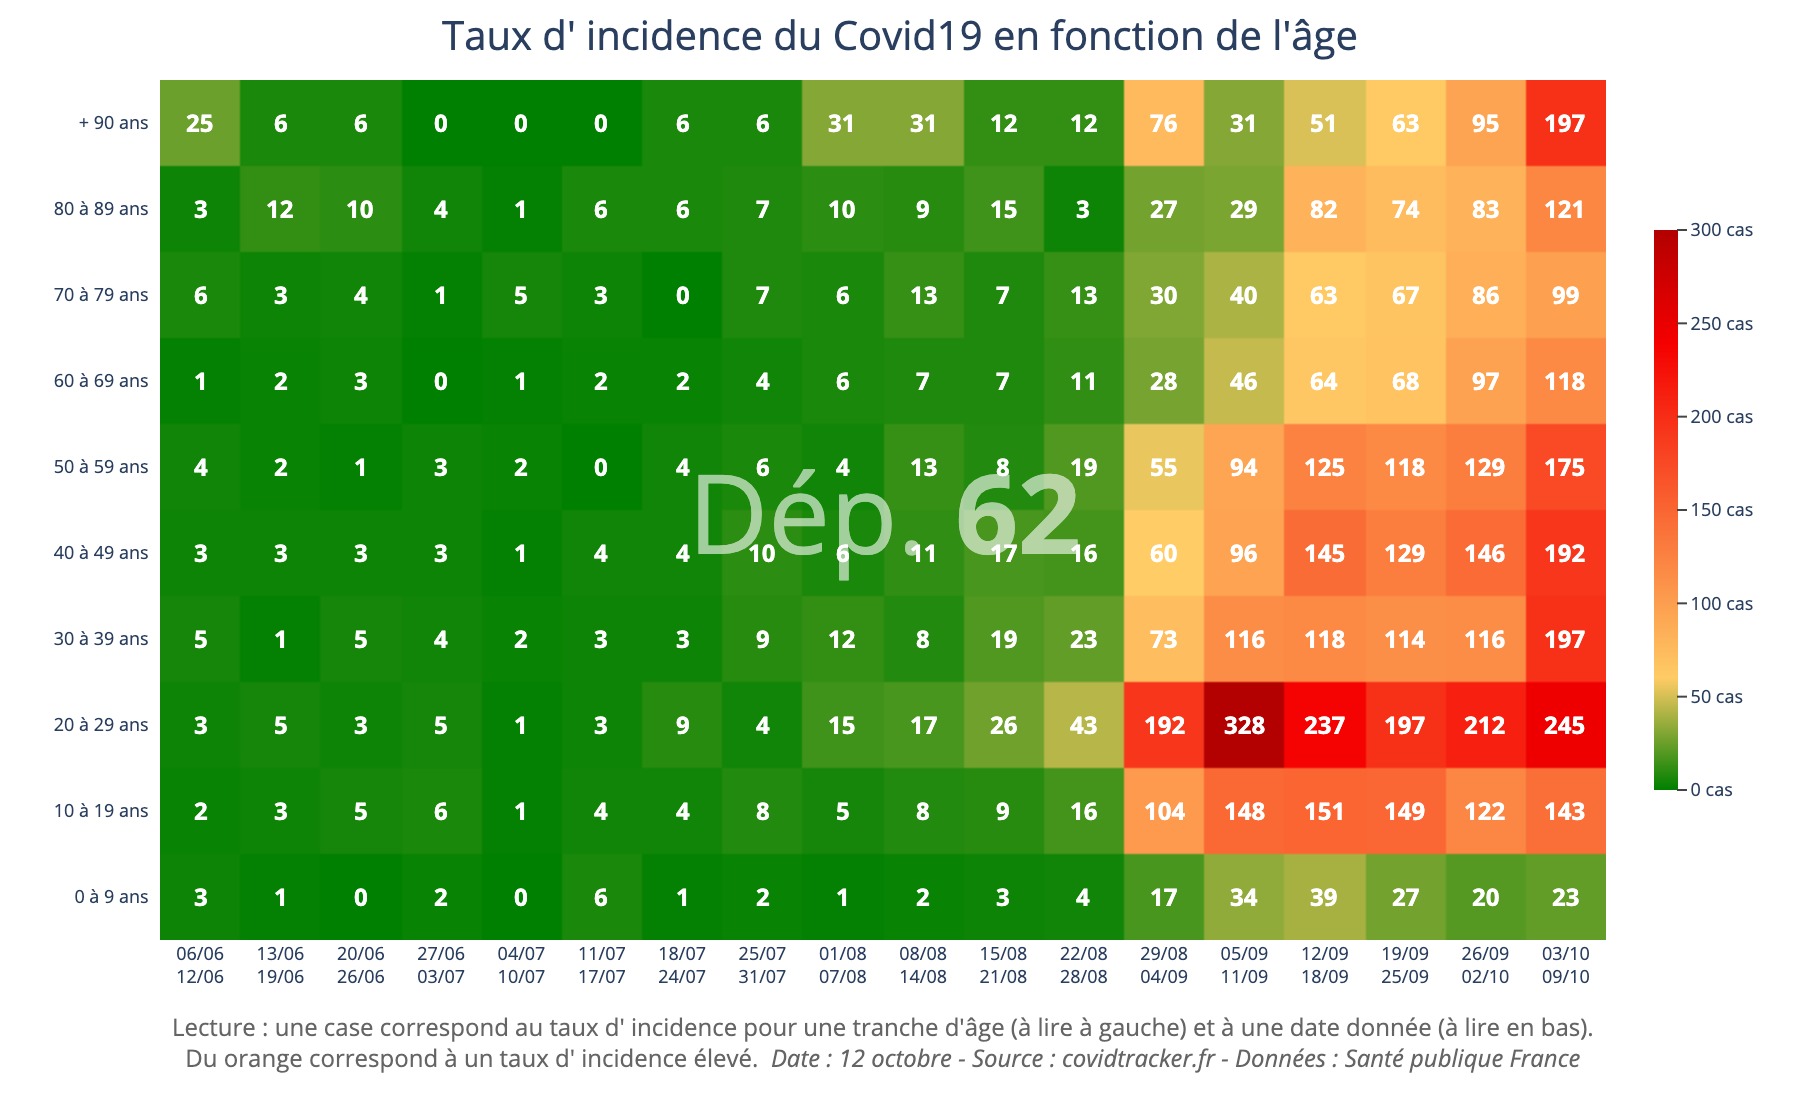 Taux d' incidence du Covid19 en fonction de l'âge
+ 90 ans 25 6 6 0 0 0 6 6 31 31 12 12 76 31 51 63 95 197
80 à 89 ans 3 12 10 4 1 6 6 7 10 9 15 3 27 29 82 74 83 121
70 à 79 ans 6 3 4 1 5 3 0 7 6 13 7 13 30 40 63 67 86 99
60 à 69 ans 1 2 3 0 1 2 2 4 6 7 7 11 28 46 64 68 97 118
50 à 59 ans 4 2 1 3 2 0 4 6 4 13 8 19 55 94 125 118 129 175
Dép. 62
40 à 49 ans 3 3 3 3 1 4 4 10 6 11 17 16 60 96 145 129 146 192
30 à 39 ans 5 1 5 4 2 3 3 9 12 8 19 23 73 116 118 114 116 197
20 à 29 ans 3 5 3 5 1 3 9 4 15 17 26 43 192 328 237 197 212 245
10 à 19 ans 2 3 5 6 1 4 4 8 5 8 9 16 104 148 151 149 122 143
0 à 9 ans 3 1 0 2 0 6 1 2 1 2 3 4 17 34 39 27 20 23
06/06 13/06 20/06 27/06 04/07 11/07 18/07 25/07 01/08 08/08 15/08 22/08 29/08 05/09 12/09 19/09 26/09 03/10
12/06 19/06 26/06 03/07 10/07 17/07 24/07 31/07 07/08 14/08 21/08 28/08 04/09 11/09 18/09 25/09 02/10 09/10
300 cas
250 cas
200 cas
150 cas
100 cas
50 cas
0 cas
Lecture : une case correspond au taux d' incidence pour une tranche d'âge (à lire à gauche) et à une date donnée (à lire en bas).
Du orange correspond à un taux d' incidence élevé. Date : 12 octobre - Source : covidtracker.fr - Données : Santé publique France